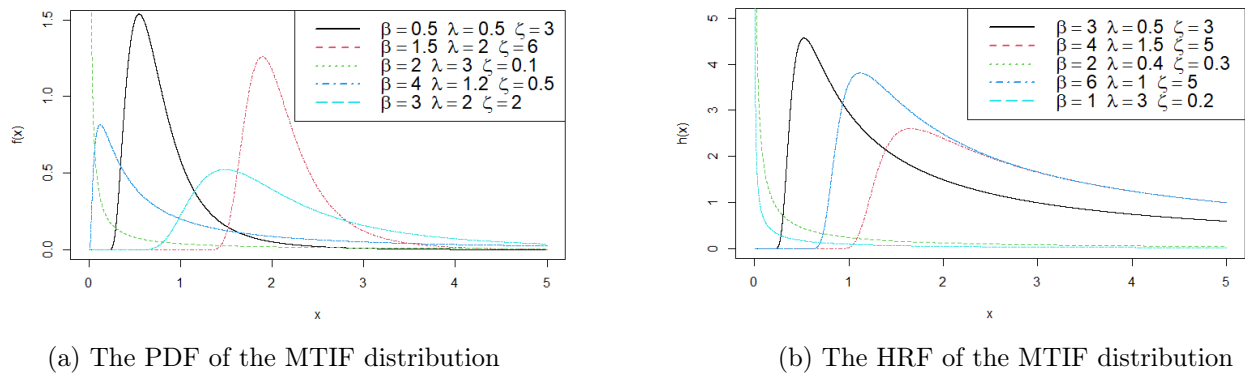 β = 0.5 λ = 0.5 ζ = 3
β = 1.5 λ = 2 ζ = 6
β = 2 λ = 3 ζ = 0.1
β = 4 λ = 1.2 ζ = 0.5
β = 3 λ = 2 ζ = 2
f(x)
1.5
1.0
0.5
0.0
0 1 2 3 4 5
x
(a) The PDF of the MTIF distribution
β = 3 λ = 0.5 ζ = 3
β = 4 λ = 1.5 ζ = 5
β = 2 λ = 0.4 ζ = 0.3
β = 6 λ = 1 ζ = 5
β = 1 λ = 3 ζ = 0.2
h(x)
5
4
3
2
1
0
0 1 2 3 4 5
x
(b) The HRF of the MTIF distribution